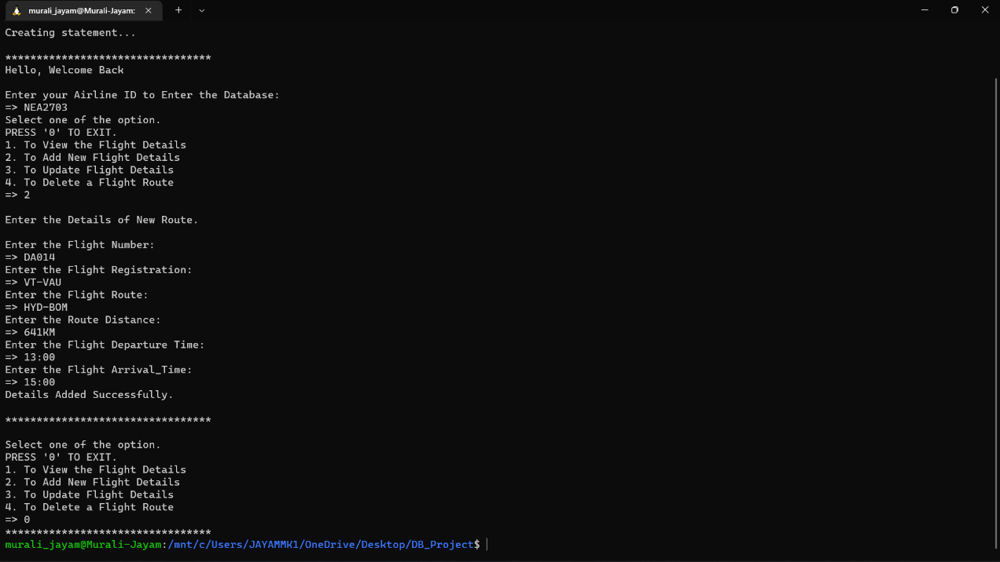 murali_jayam@Murali-Jayam:
Creating statement...
*********************************
Hello, Welcome Back
Enter your Airline ID to Enter the Database:
=> NEA2703
Select one of the option.
PRESS '0' TO EXIT.
1. To View the Flight Details
2. To Add New Flight Details
3. To Update Flight Details
4. To Delete a Flight Route
=> 2
Enter the Details of New Route.
Enter the Flight Number:
=> DA014
Enter the Flight Registration:
=> VT-VAU
Enter the Flight Route:
=> HYD-BOM
Enter the Route Distance:
=> 641KM
Enter the Flight Departure Time:
=> 13:00
Enter the Flight Arrival_Time:
=> 15:00
Details Added Successfully.
*********************************
Select one of the option.
PRESS '0' TO EXIT.
1. To View the Flight Details
2. To Add New Flight Details
3. To Update Flight Details
4. To Delete a Flight Route
=> 0
*********************************
murali_jayam@Murali-Jayam:/mnt/c/Users/JAYAMMK1/OneDrive/Desktop/DB_Project$